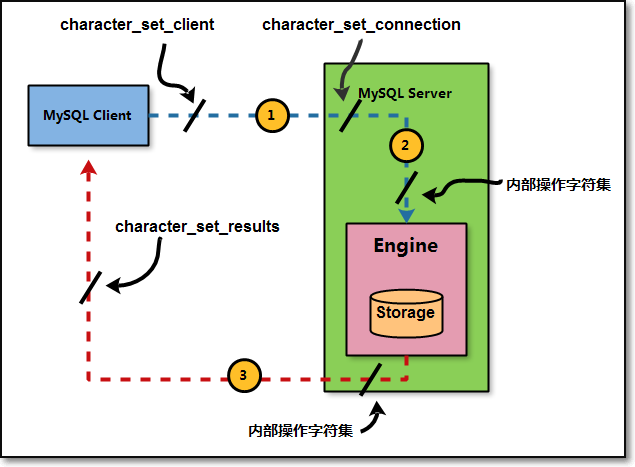 character_set_client
character_set_connection
MySQL Client
MySQL Server
1
2
内部操作字符集
character_set_results
Engine
Storage
3
内部操作字符集